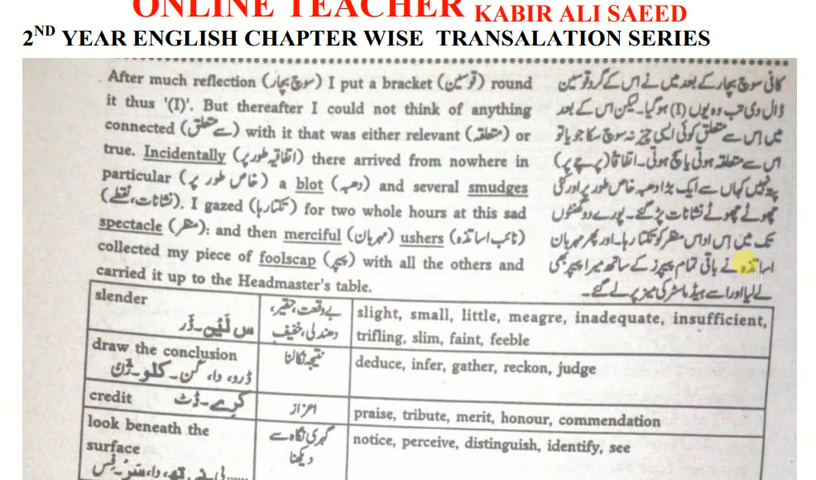 ONLINE TEACHER KABIR ALI SAEED
2ND YEAR ENGLISH CHAPTER WISE TRANSALATION SERIES
After much reflection (سوچ بچار) I put a bracket (قوسین) round
it thus '(I)'. But thereafter I could not think of anything
connected (سے متعلق) with it that was either relevant (متعلقہ) or
true. Incidentally (اتفاقیہ طور پر) there arrived from nowhere in
particular (خاص طور پر) a blot (دھبہ) and several smudges
(نشانات، نقطے). I gazed (تکتا رہا) for two whole hours at this sad
spectacle (منظر): and then merciful (مہربان) ushers (نائب اساتذہ)
collected my piece of foolscap (پیپر) with all the others and
carried it up to the Headmaster's table.
کافی سوچ بچار کے بعد میں نے اس کے گرد قوسین
ڈال دی تب وہ یوں (I) ہو گیا۔ لیکن اس کے بعد
میں اس سے متعلق کوئی ایسی چیز نہ سوچ سکا جو یا تو
اس سے متعلقہ ہوتی یا سچ ہوتی۔ اتفاقاً (پرچے پر)
پتہ نہیں کہاں سے ایک بڑا دھبہ خاص طور پر اور کئی
چھوٹے چھوٹے نشانات پڑ گئے۔ پورے دو گھنٹوں
تک میں اس اداس منظر کو تکتا رہا۔ اور پھر مہربان
اساتذہ نے باقی تمام پیپرز کے ساتھ میرا پیپر بھی
لے لیا اور اسے ہیڈ ماسٹر کی میز پر لے گئے۔
slender بے وقعت، حقیر، slight, small, little, meagre, inadequate, insufficient,
س لَین۔ڈَر دھندلی، خفیف trifling, slim, faint, feeble
draw the conclusion نتیجہ نکالنا deduce, infer, gather, reckon, judge
credit اعزاز praise, tribute, merit, honour, commendation
کرے۔ڈٹ
look beneath the گہری نگاہ سے notice, perceive, distinguish, identify, see
surface دیکھنا